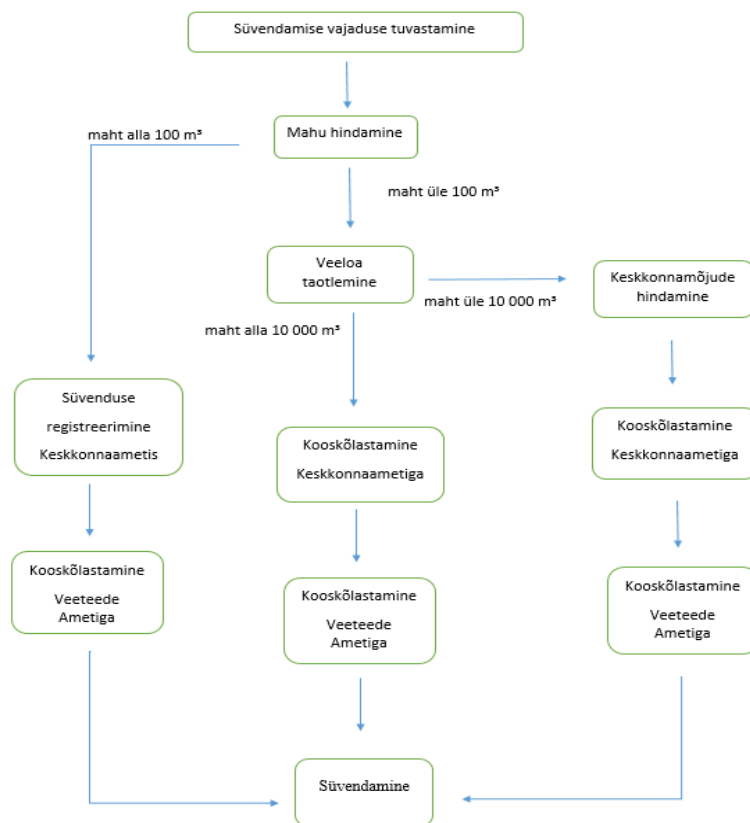 Süvendamise vajaduse tuvastamine
maht alla 100 m³
Mahu hindamine
maht üle 100 m³
Veeloa
taotlemine
maht üle 10 000 m³
Keskkonnamõjude
hindamine
maht alla 10 000 m³
Süvenduse
registreerimine
Keskkonnaametis
Kooskõlastamine
Keskkonnaametiga
Kooskõlastamine
Keskkonnaametiga
Kooskõlastamine
Veeteede
Ametiga
Kooskõlastamine
Veeteede
Ametiga
Kooskõlastamine
Veeteede
Ametiga
Süvendamine